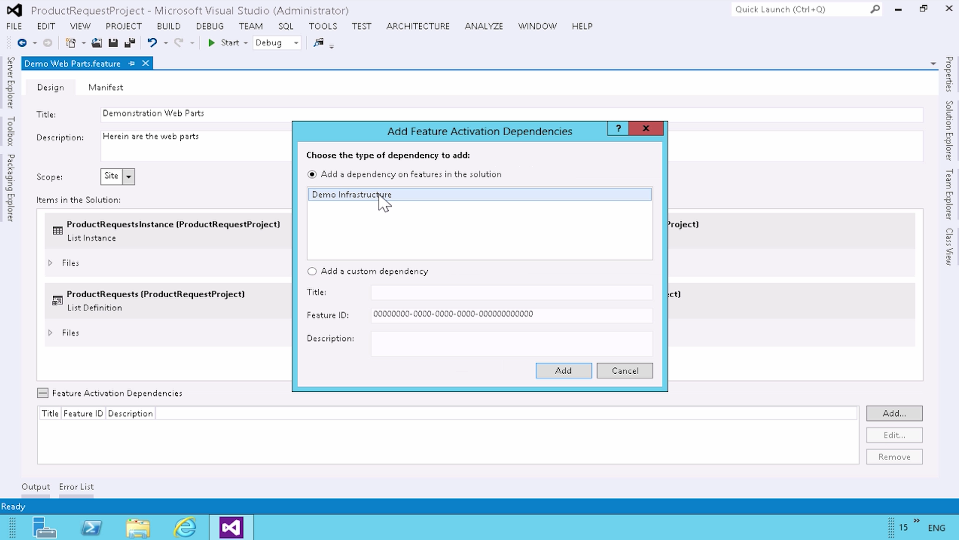 ProductRequestProject - Microsoft Visual Studio (Administrator)
Quick Launch (Ctrl+Q)
FILE EDIT VIEW PROJECT BUILD DEBUG TEAM SQL TOOLS TEST ARCHITECTURE ANALYZE WINDOW HELP
Start Debug
Demo Web Parts.feature
Server Explorer
Toolbox
Packaging Explorer
Properties
Solution Explorer
Team Explorer
Class View
Design Manifest
Title: Demonstration Web Parts
Description: Herein are the web parts
Scope: Site
Items in the Solution:
ProductRequestsInstance (ProductRequestProject)
List Instance
Files
ProductRequests (ProductRequestProject)
List Definition
Files
Project)
ct)
Add Feature Activation Dependencies
?
Choose the type of dependency to add:
Add a dependency on features in the solution
Demo Infrastructure
Add a custom dependency
Title:
Feature ID: 00000000-0000-0000-0000-000000000000
Description:
Add Cancel
Feature Activation Dependencies
Title Feature ID Description
Add...
Edit...
Remove
Output Error List
Ready
15 ENG